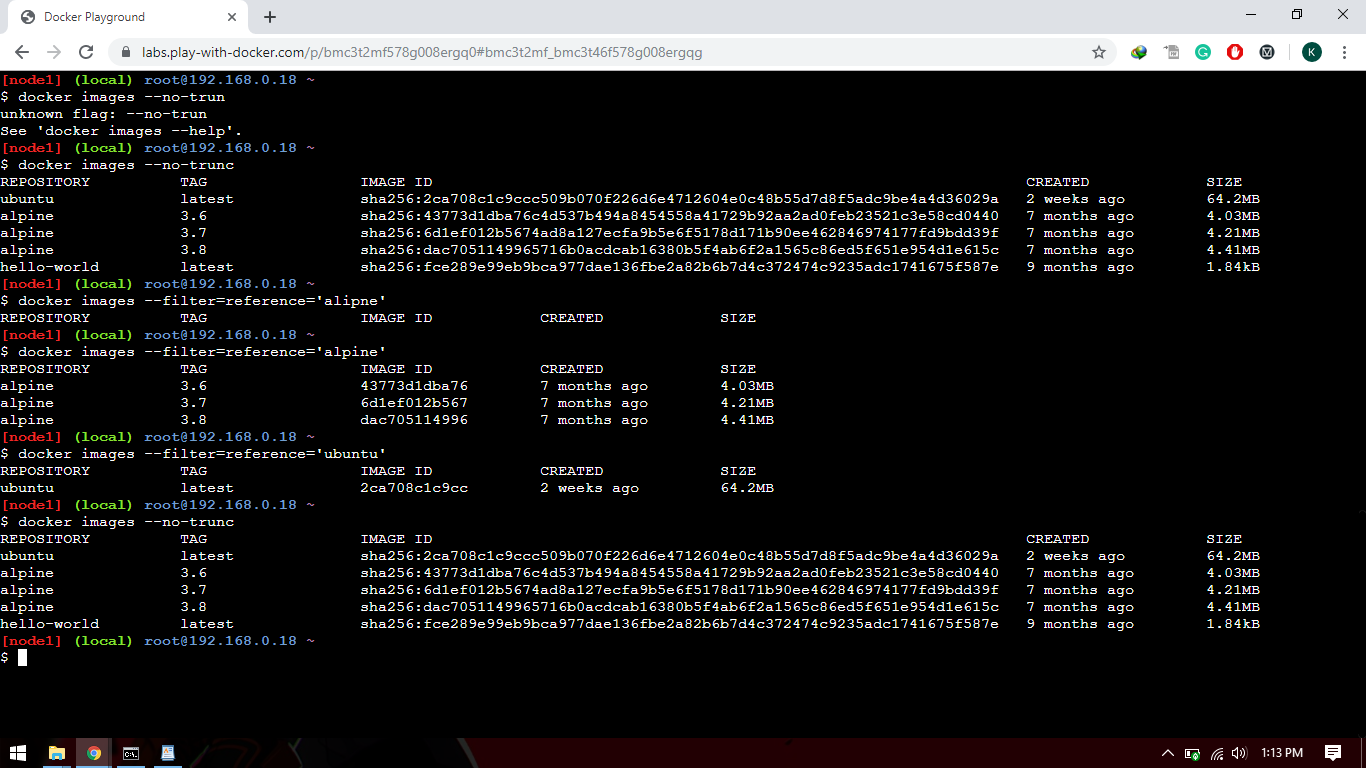 Docker Playground
labs.play-with-docker.com/p/bmc3t2mf578g008ergq0#bmc3t2mf_bmc3t46f578g008ergqg
K
[node1] (local) root@192.168.0.18 ~
$ docker images --no-trun
unknown flag: --no-trun
See 'docker images --help'.
[node1] (local) root@192.168.0.18 ~
$ docker images --no-trunc
REPOSITORY TAG IMAGE ID CREATED SIZE
ubuntu latest sha256:2ca708c1c9ccc509b070f226d6e4712604e0c48b55d7d8f5adc9be4a4d36029a 2 weeks ago 64.2MB
alpine 3.6 sha256:43773d1dba76c4d537b494a8454558a41729b92aa2ad0feb23521c3e58cd0440 7 months ago 4.03MB
alpine 3.7 sha256:6d1ef012b5674ad8a127ecfa9b5e6f5178d171b90ee462846974177fd9bdd39f 7 months ago 4.21MB
alpine 3.8 sha256:dac7051149965716b0acdcab16380b5f4ab6f2a1565c86ed5f651e954d1e615c 7 months ago 4.41MB
hello-world latest sha256:fce289e99eb9bca977dae136fbe2a82b6b7d4c372474c9235adc1741675f587e 9 months ago 1.84kB
[node1] (local) root@192.168.0.18 ~
$ docker images --filter=reference='alipne'
REPOSITORY TAG IMAGE ID CREATED SIZE
[node1] (local) root@192.168.0.18 ~
$ docker images --filter=reference='alpine'
REPOSITORY TAG IMAGE ID CREATED SIZE
alpine 3.6 43773d1dba76 7 months ago 4.03MB
alpine 3.7 6d1ef012b567 7 months ago 4.21MB
alpine 3.8 dac705114996 7 months ago 4.41MB
[node1] (local) root@192.168.0.18 ~
$ docker images --filter=reference='ubuntu'
REPOSITORY TAG IMAGE ID CREATED SIZE
ubuntu latest 2ca708c1c9cc 2 weeks ago 64.2MB
[node1] (local) root@192.168.0.18 ~
$ docker images --no-trunc
REPOSITORY TAG IMAGE ID CREATED SIZE
ubuntu latest sha256:2ca708c1c9ccc509b070f226d6e4712604e0c48b55d7d8f5adc9be4a4d36029a 2 weeks ago 64.2MB
alpine 3.6 sha256:43773d1dba76c4d537b494a8454558a41729b92aa2ad0feb23521c3e58cd0440 7 months ago 4.03MB
alpine 3.7 sha256:6d1ef012b5674ad8a127ecfa9b5e6f5178d171b90ee462846974177fd9bdd39f 7 months ago 4.21MB
alpine 3.8 sha256:dac7051149965716b0acdcab16380b5f4ab6f2a1565c86ed5f651e954d1e615c 7 months ago 4.41MB
hello-world latest sha256:fce289e99eb9bca977dae136fbe2a82b6b7d4c372474c9235adc1741675f587e 9 months ago 1.84kB
[node1] (local) root@192.168.0.18 ~
$
1:13 PM